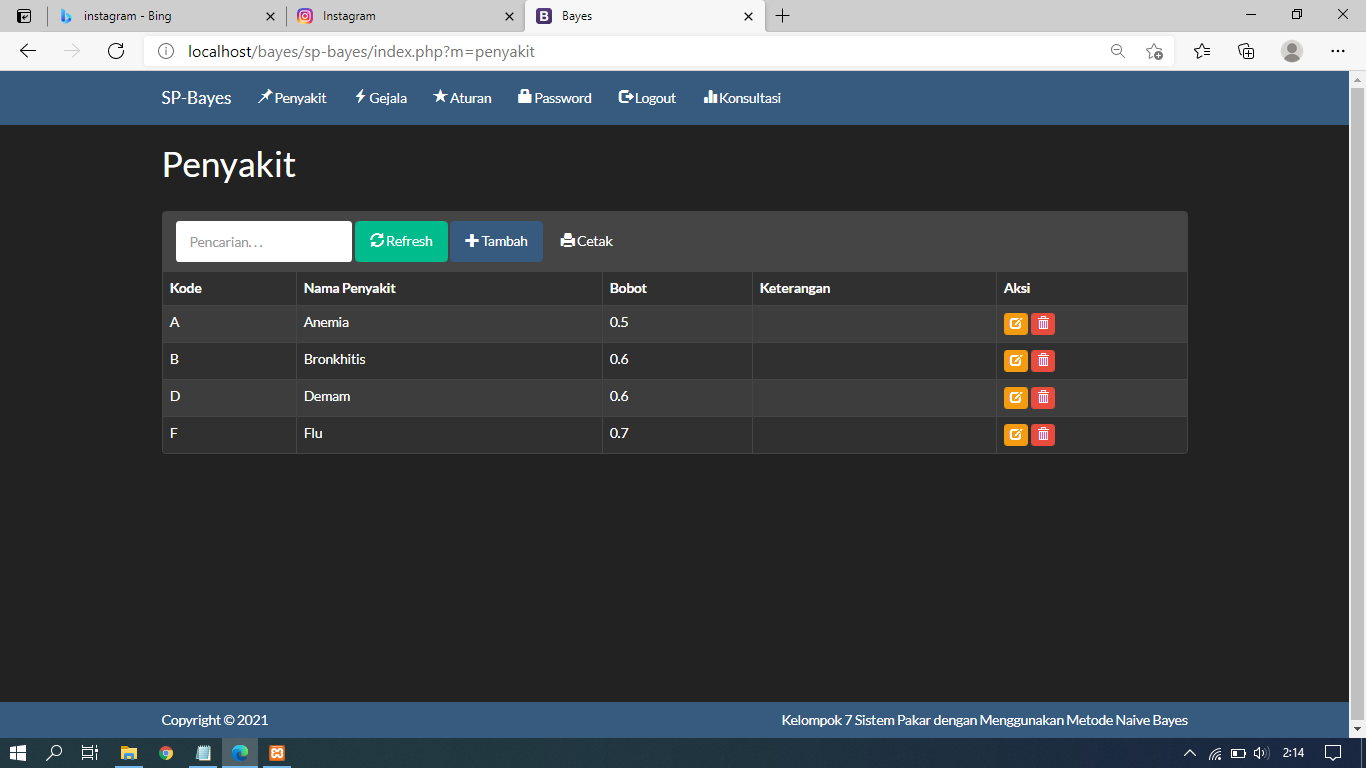 instagram - Bing
Instagram
Bayes
localhost/bayes/sp-bayes/index.php?m=penyakit
SP-Bayes Penyakit Gejala Aturan Password Logout Konsultasi
Penyakit
Pencarian... Refresh Tambah Cetak
Kode Nama Penyakit Bobot Keterangan Aksi
A Anemia 0.5
B Bronkhitis 0.6
D Demam 0.6
F Flu 0.7
Copyright © 2021 Kelompok 7 Sistem Pakar dengan Menggunakan Metode Naive Bayes
2:14